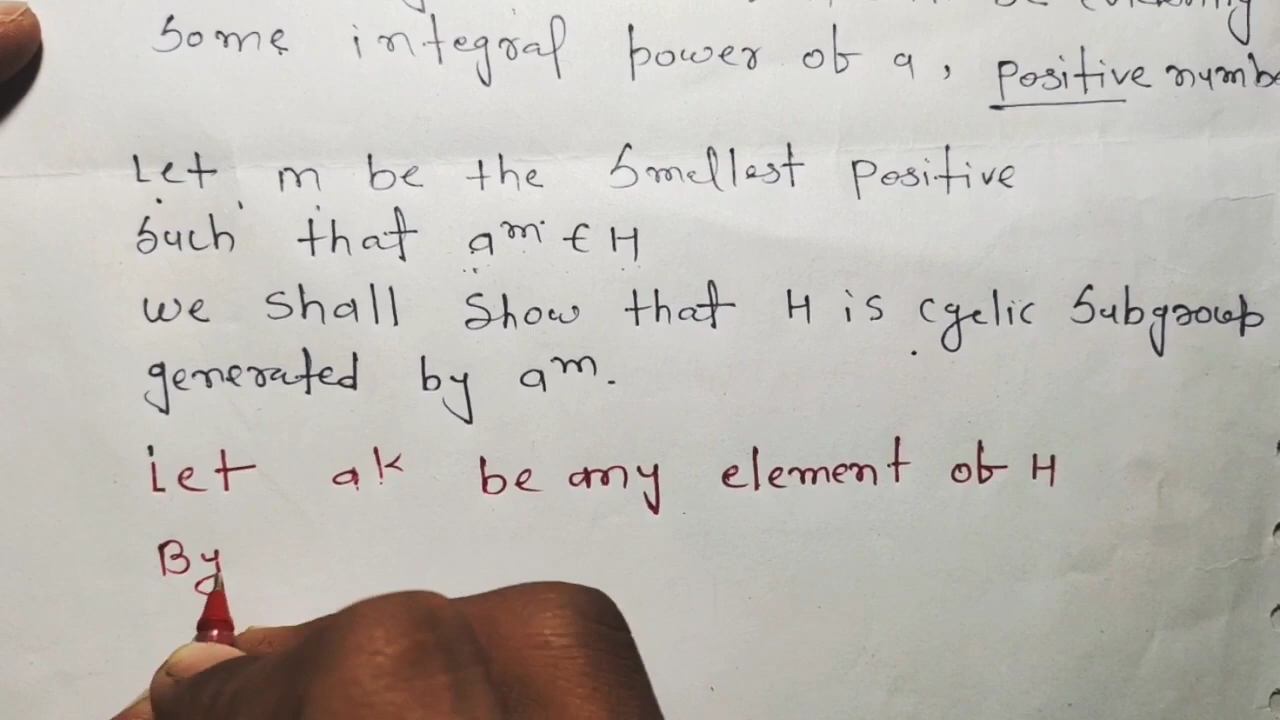 Some integral power of a, positive numbe
Let m be the smallest positive
such that a^m ∈ H
we shall show that H is cyclic subgroup
generated by a^m.
Let a^k be any element of H
By